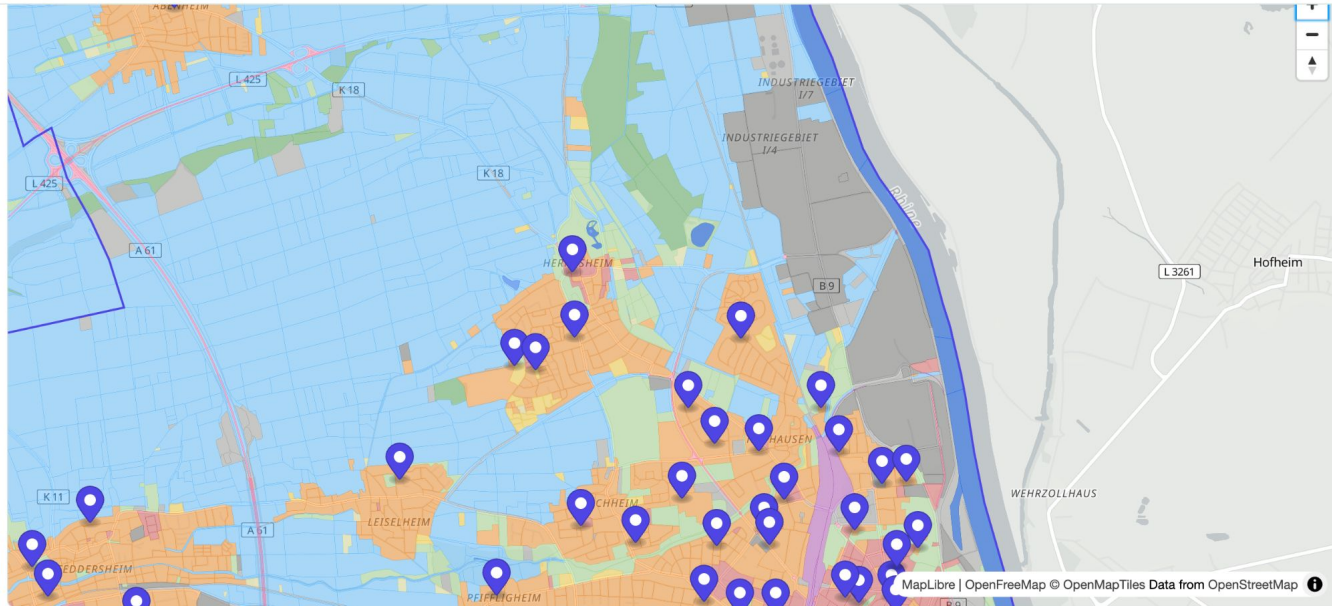 ABENHEIM
L 425
K 18
INDUSTRIEGEBIET
I/7
INDUSTRIEGEBIET
I/4
K 18
L 425
Rhine
A 61
L 3261
Hofheim
B 9
K 11
LEISELHEIM
WEHRZOLLHAUS
A 61
PFIFFLIGHEIM
B 9
MapLibre | OpenFreeMap © OpenMapTiles Data from OpenStreetMap